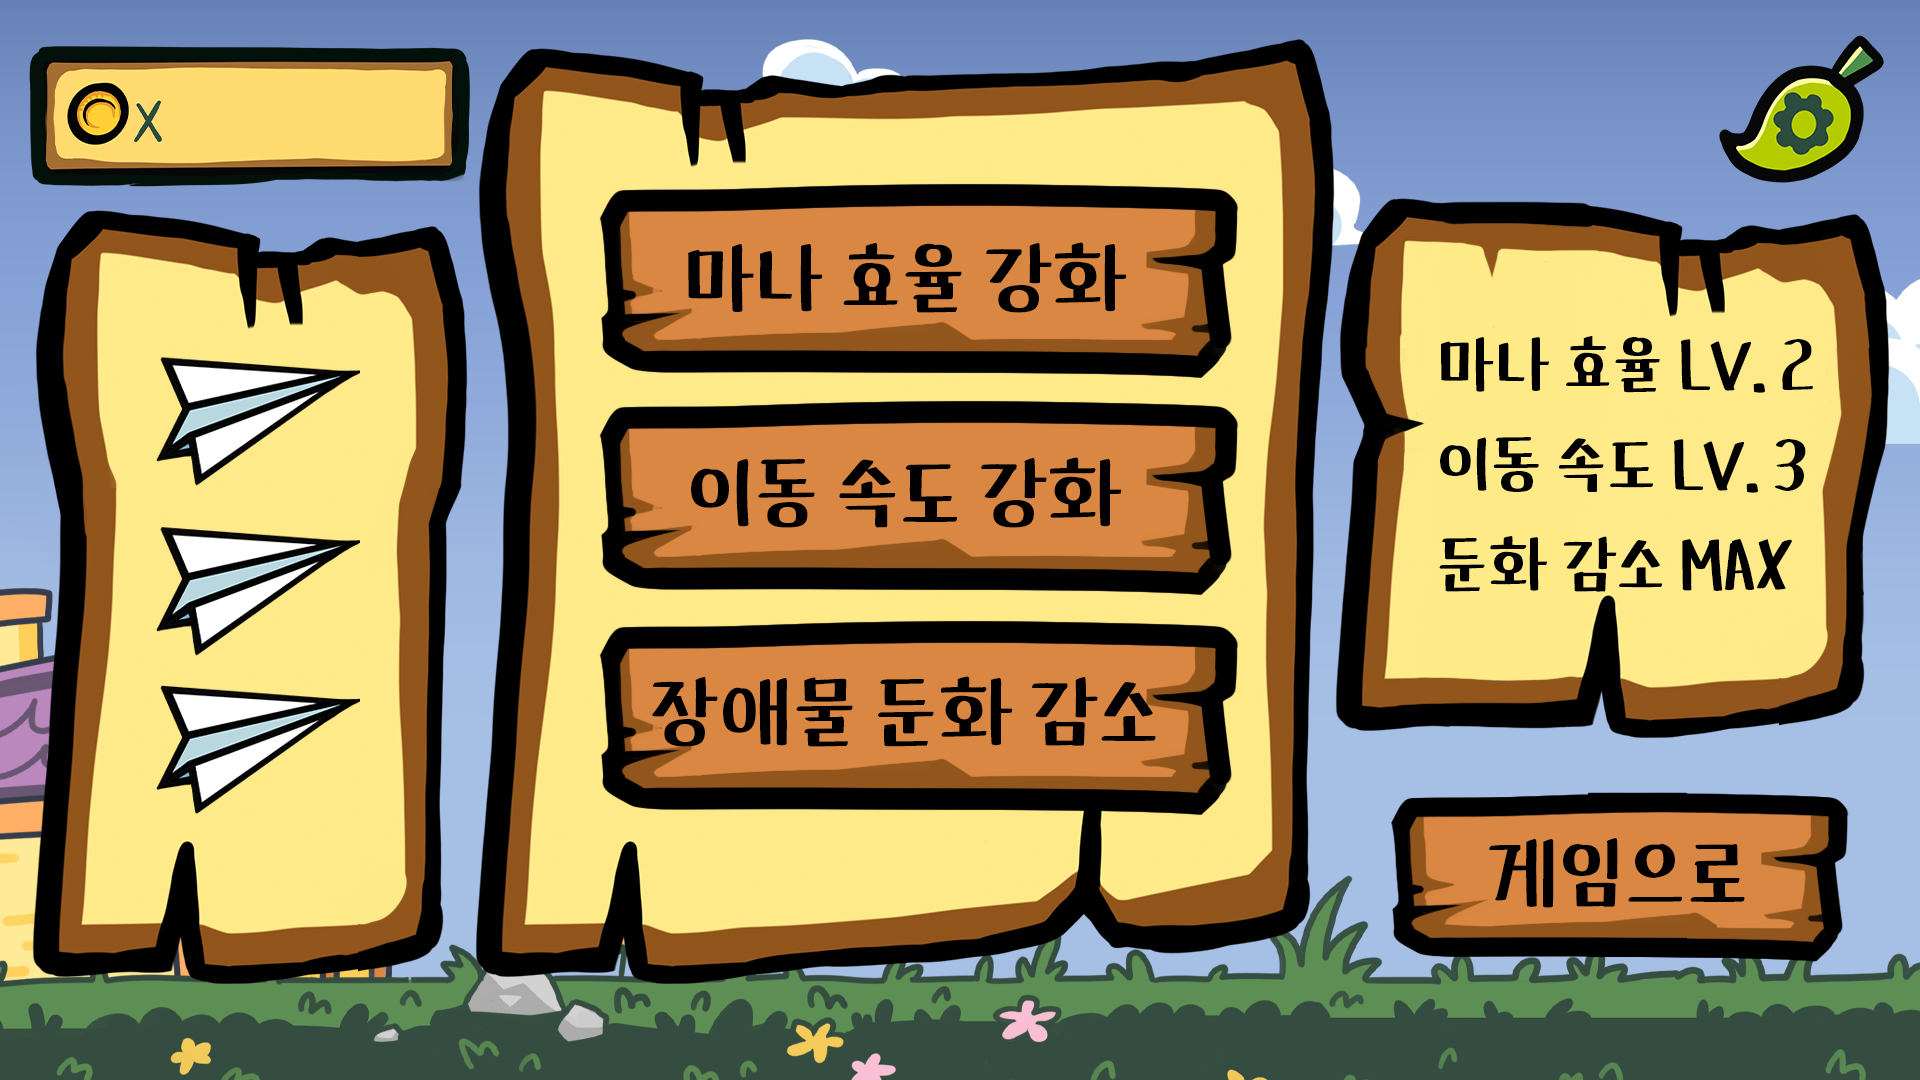 X
마나 효율 강화
이동 속도 강화
장애물 둔화 감소
마나 효율 LV. 2
이동 속도 LV. 3
둔화 감소 MAX
게임으로